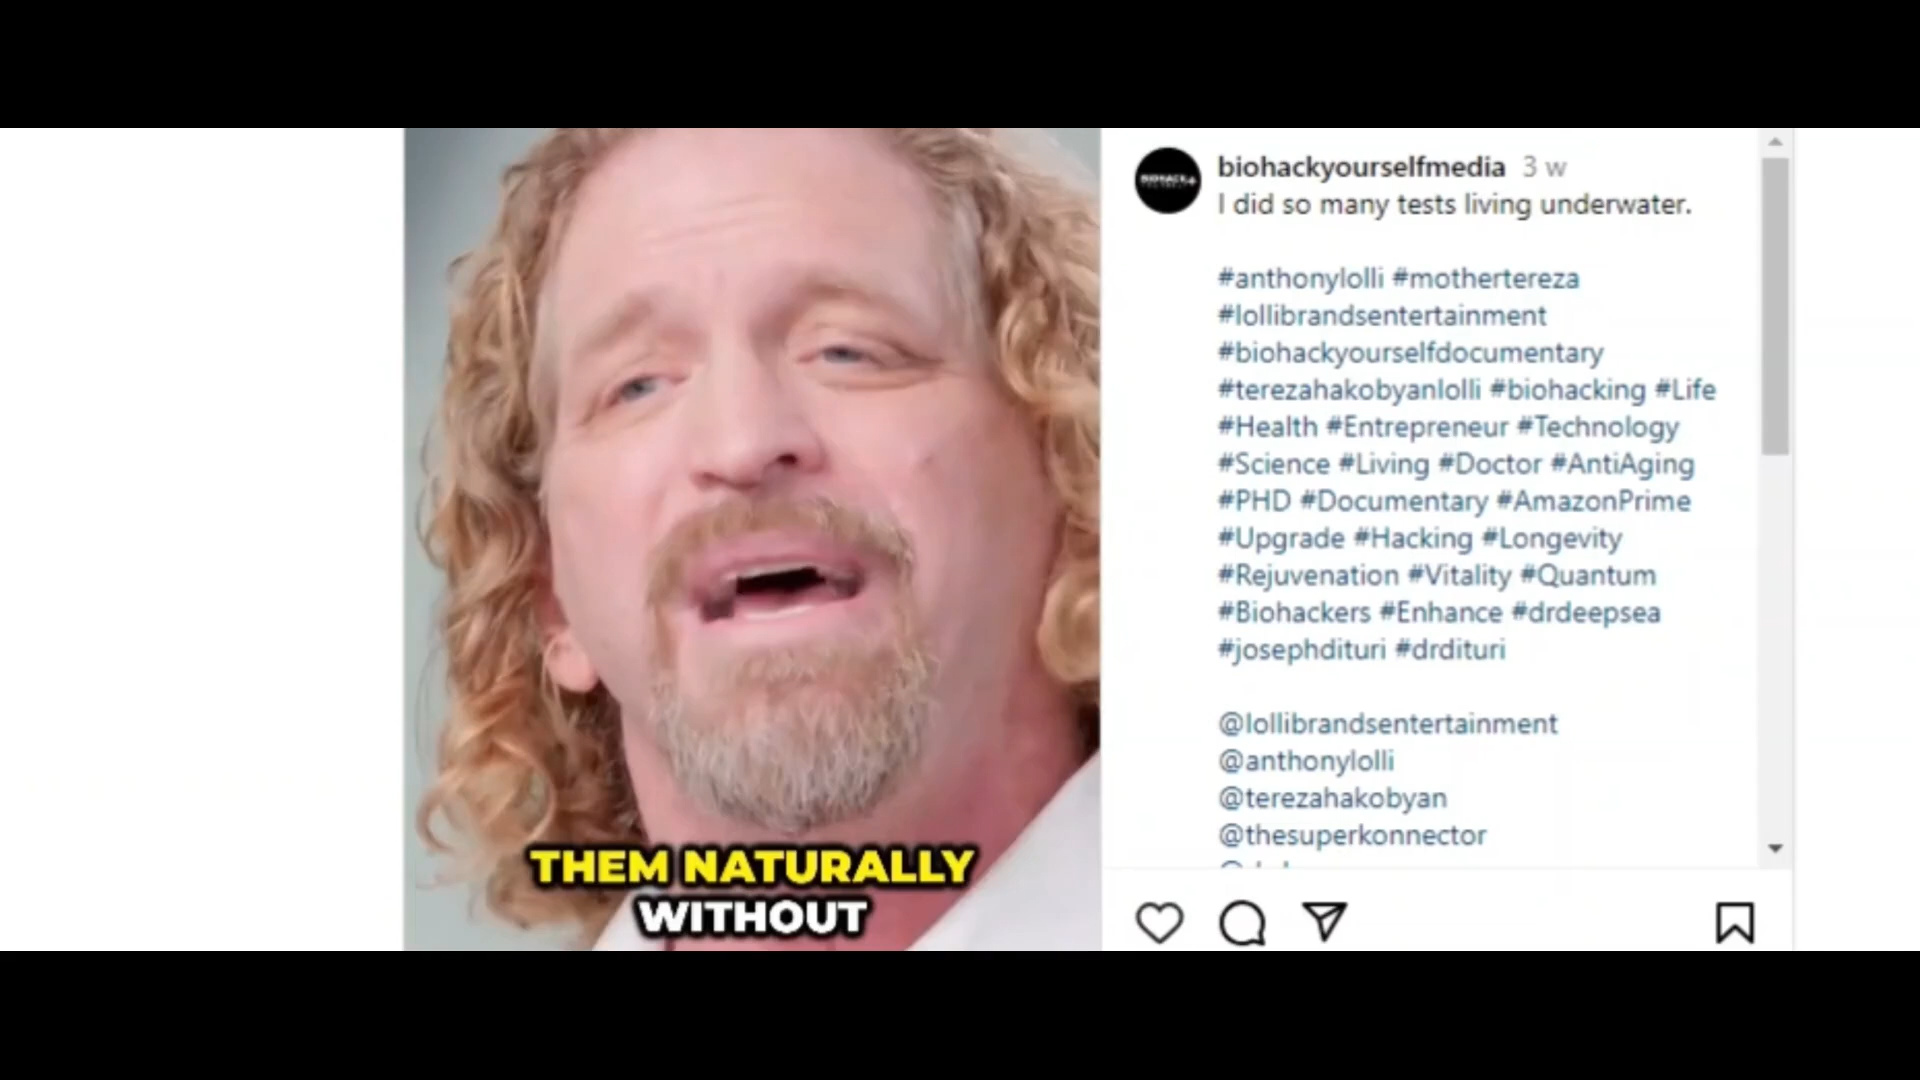 THEM NATURALLY
WITHOUT
BIOHACK
biohackyourselfmedia 3 w
I did so many tests living underwater.
#anthonylolli #mothertereza
#lollibrandsentertainment
#biohackyourselfdocumentary
#terezahakobyanlolli #biohacking #Life
#Health #Entrepreneur #Technology
#Science #Living #Doctor #AntiAging
#PHD #Documentary #AmazonPrime
#Upgrade #Hacking #Longevity
#Rejuvenation #Vitality #Quantum
#Biohackers #Enhance #drdeepsea
#josephdituri #drdituri
@lollibrandsentertainment
@anthonylolli
@terezahakobyan
@thesuperkonnector